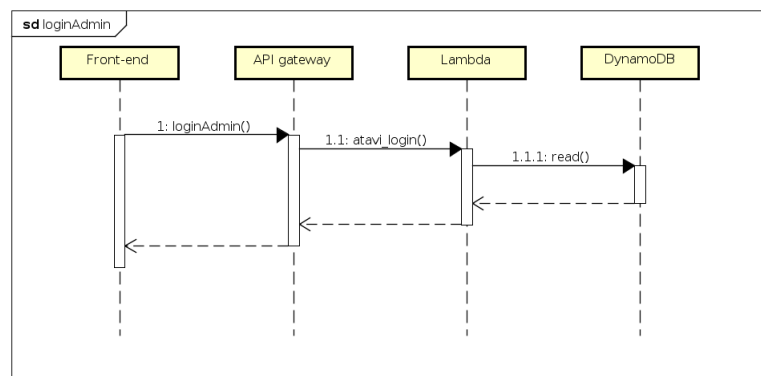 sd loginAdmin
Front-end
API gateway
Lambda
DynamoDB
1: loginAdmin()
1.1: atavi_login()
1.1.1: read()